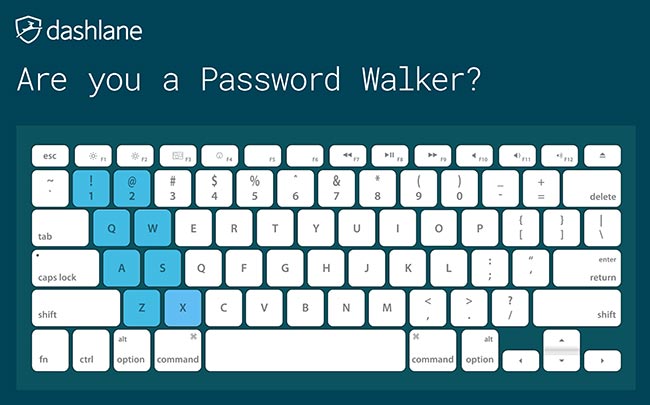 dashlane
Are you a Password Walker?
esc F1 F2 F3 F4 F5 F6 F7 F8 F9 F10 F11 F12
~ ! @ # $ % ^ & * ( ) _ +
` 1 2 3 4 5 6 7 8 9 0 - = delete
Q W E R T Y U I O P { } |
tab [ ] \
A S Q F G H J K L : “ enter
caps lock ; ‘ return
Z X C V B N M < > ?
shift , . / shift
alt ⌘ ⌘ alt
fn ctrl option command command option